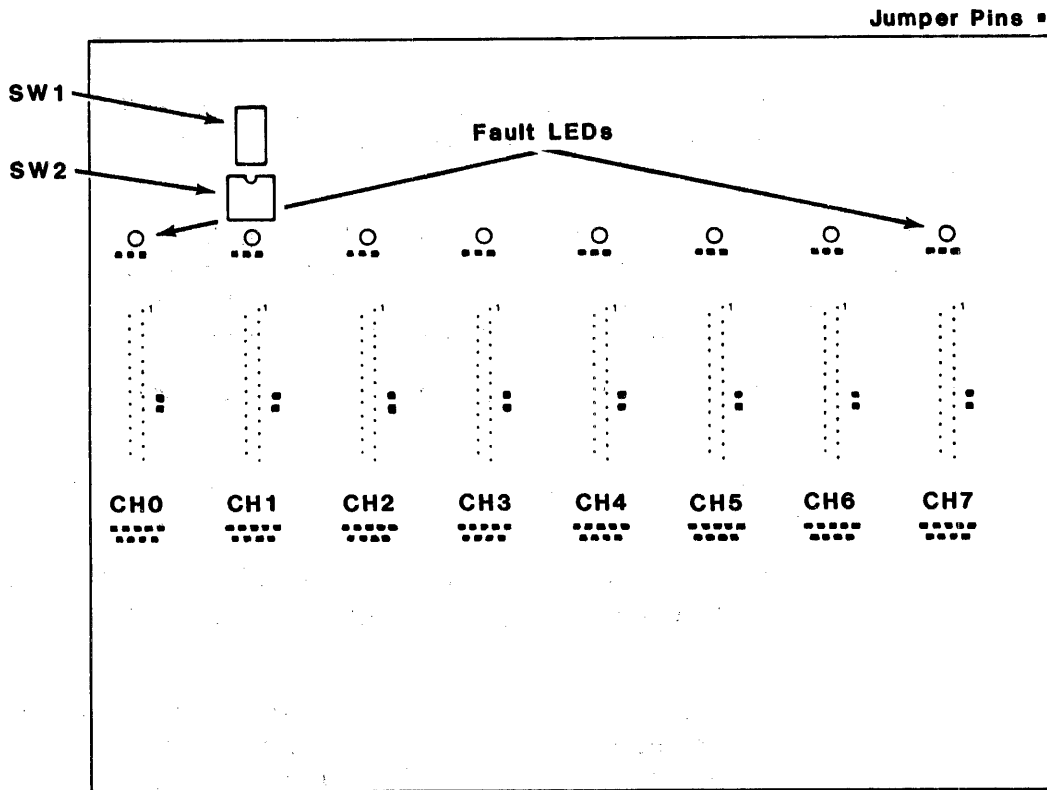 Jumper Pins
SW1
Fault LEDs
SW2
1 1 1 1 1 1 1 1
CH0 CH1 CH2 CH3 CH4 CH5 CH6 CH7